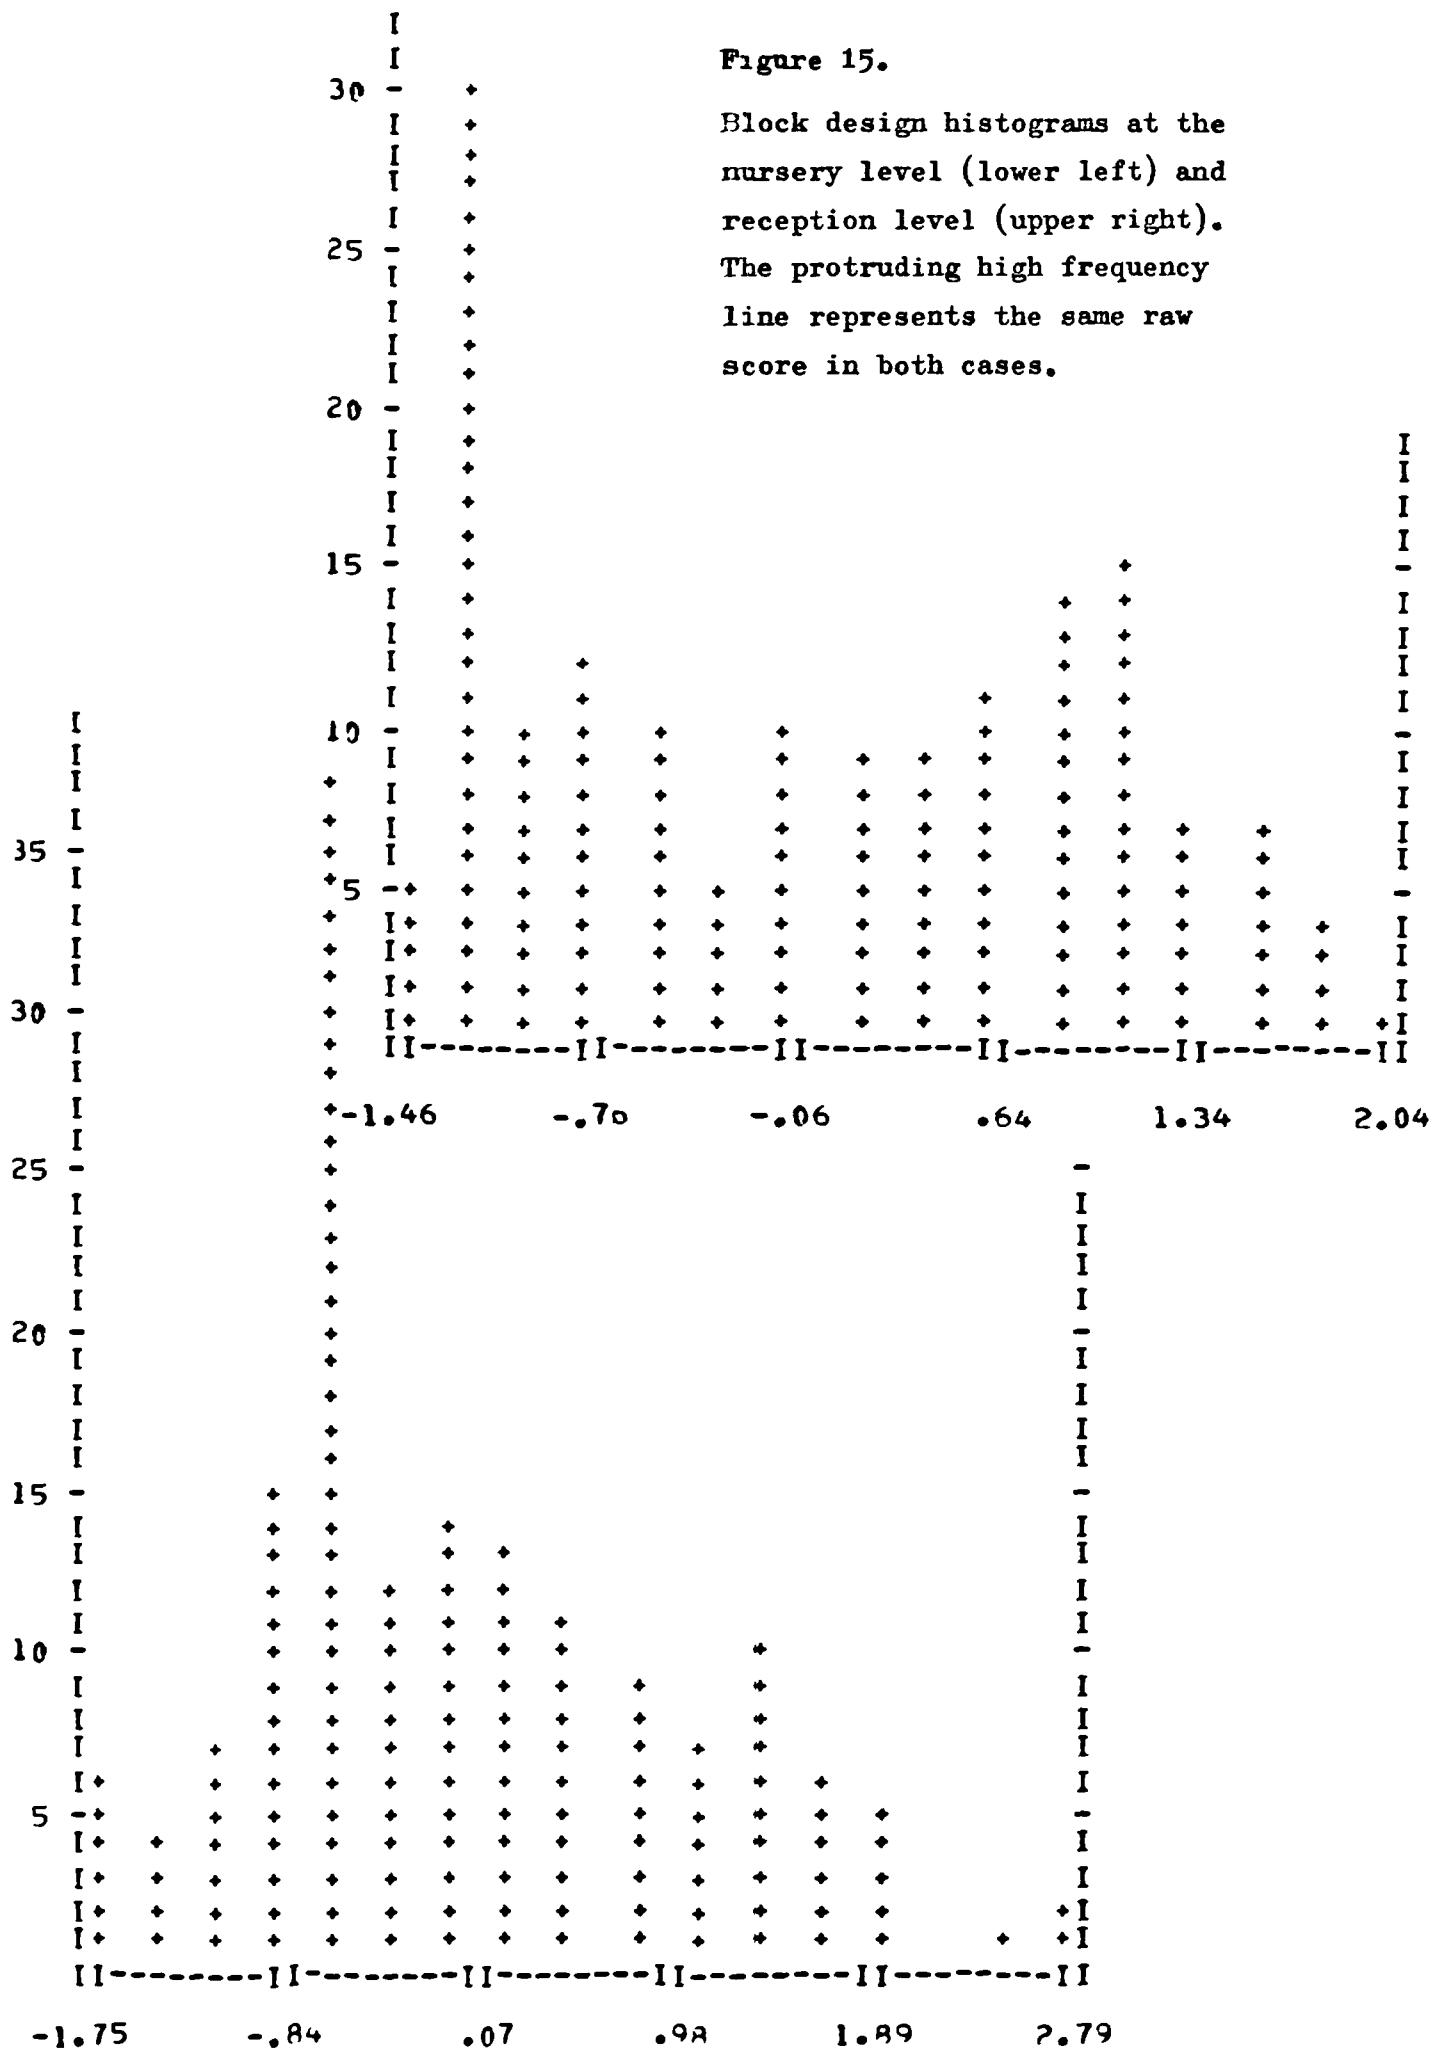 Figure 15.
Block design histograms at the
nursery level (lower left) and
reception level (upper right).
The protruding high frequency
line represents the same raw
score in both cases.
30
25
20
15
10
5
-1.46 -.70 -.06 .64 1.34 2.04
35
30
25
20
15
10
5
-1.75 -.84 .07 .98 1.89 2.79